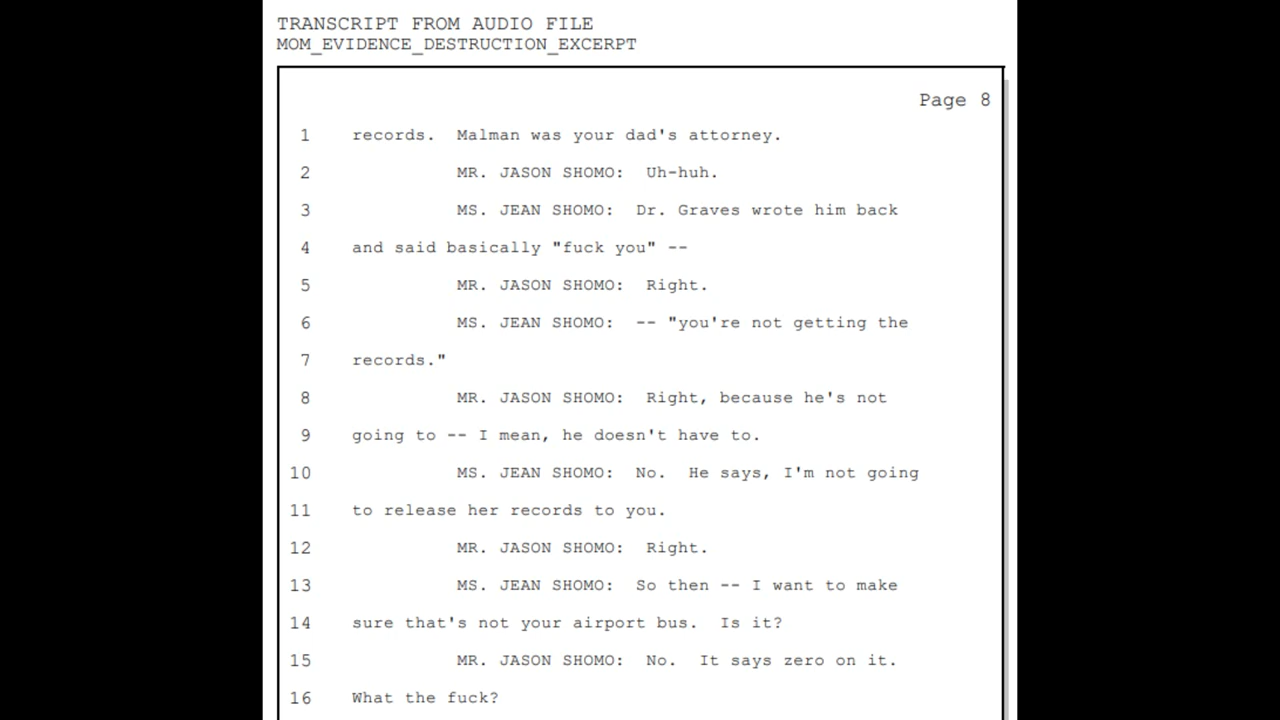 TRANSCRIPT FROM AUDIO FILE
MOM_EVIDENCE_DESTRUCTION_EXCERPT
Page 8
1 records. Malman was your dad's attorney.
2 MR. JASON SHOMO: Uh-huh.
3 MS. JEAN SHOMO: Dr. Graves wrote him back
4 and said basically "fuck you" --
5 MR. JASON SHOMO: Right.
6 MS. JEAN SHOMO: -- "you're not getting the
7 records."
8 MR. JASON SHOMO: Right, because he's not
9 going to -- I mean, he doesn't have to.
10 MS. JEAN SHOMO: No. He says, I'm not going
11 to release her records to you.
12 MR. JASON SHOMO: Right.
13 MS. JEAN SHOMO: So then -- I want to make
14 sure that's not your airport bus. Is it?
15 MR. JASON SHOMO: No. It says zero on it.
16 What the fuck?